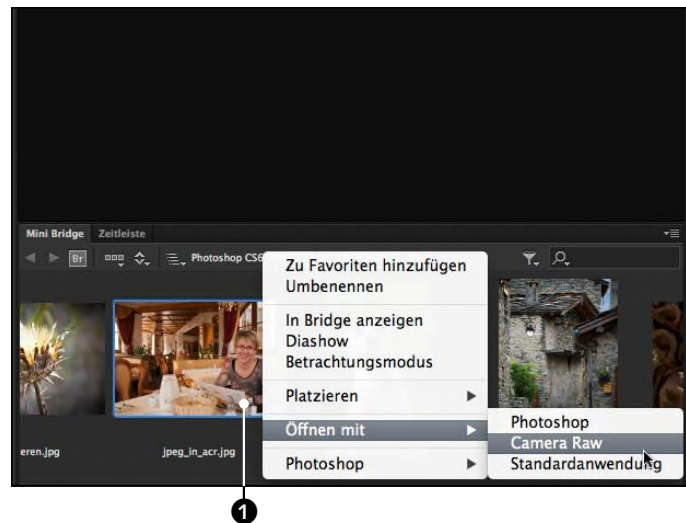 Mini Bridge Zeitleiste
Br Photoshop CS6
Zu Favoriten hinzufügen
Umbenennen
In Bridge anzeigen
Diashow
Betrachtungsmodus
Platzieren
Öffnen mit
Photoshop
Photoshop
Camera Raw
Standardanwendung
eren.jpg
jpeg_in_acr.jpg
1